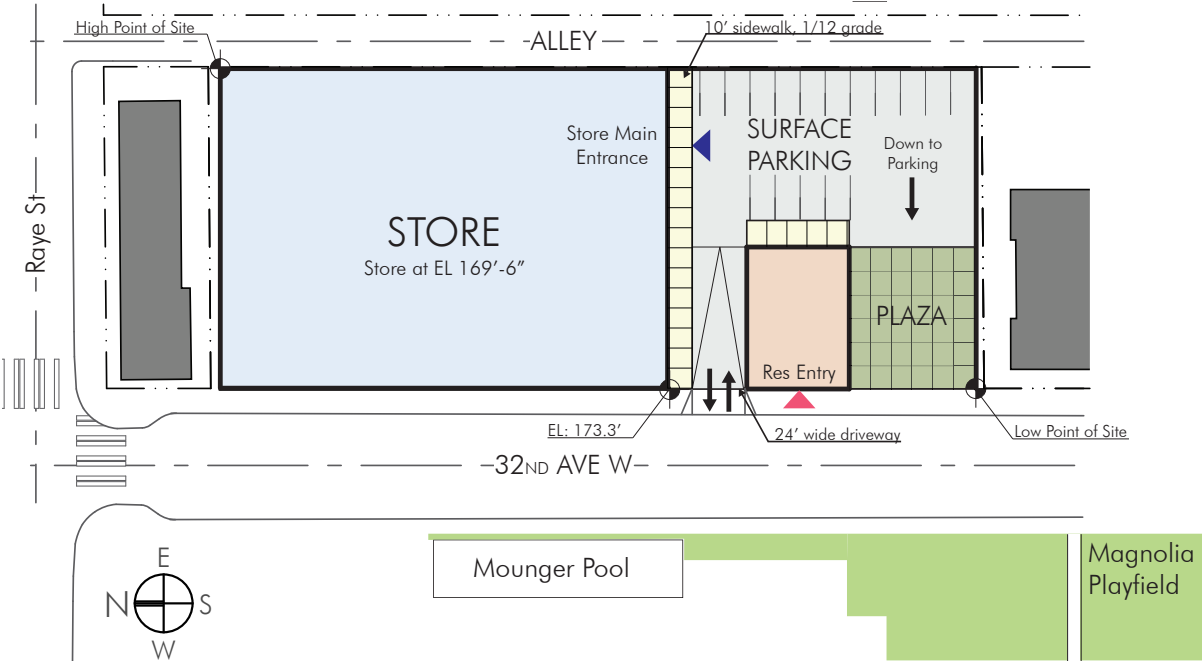 High Point of Site
ALLEY
10’ sidewalk, 1/12 grade
Store Main
Entrance
SURFACE
PARKING
Down to
Parking
Raye St
STORE
Store at EL 169’-6”
PLAZA
Res Entry
EL: 173.3’
24’ wide driveway
Low Point of Site
32ND AVE W
E
N
S
W
Mounger Pool
Magnolia
Playfield